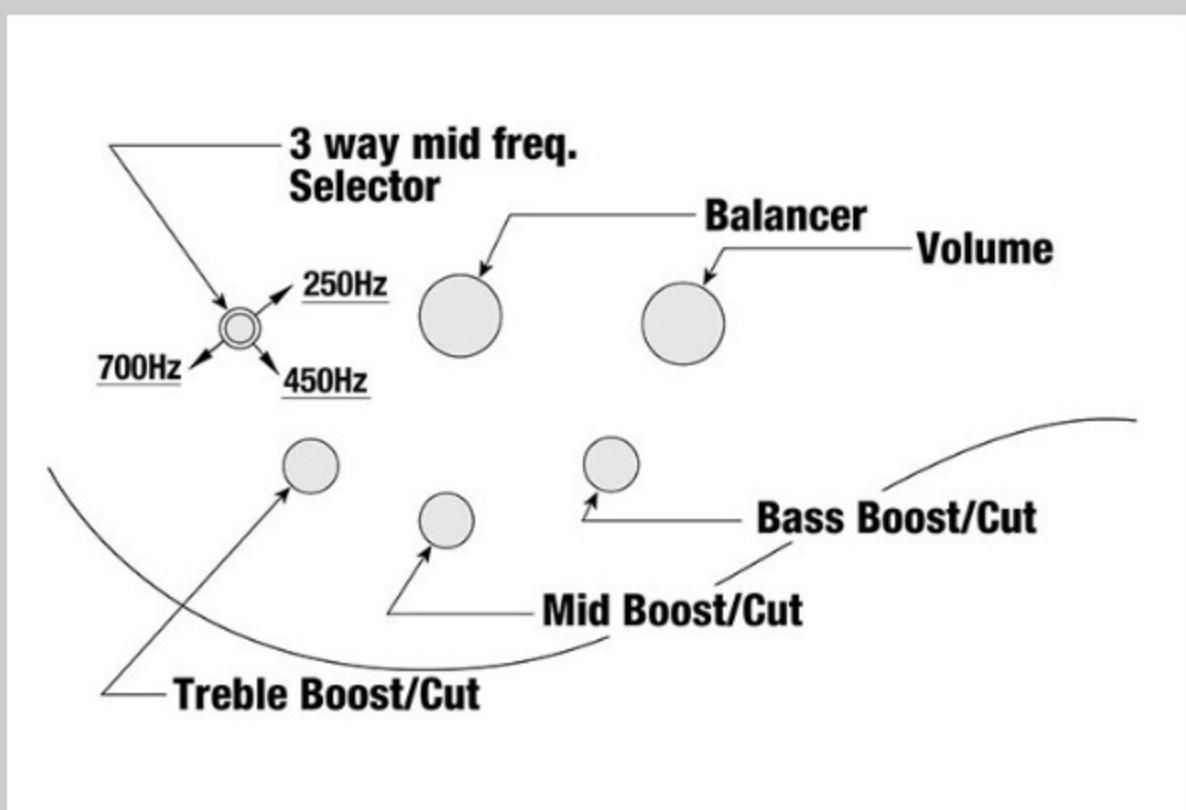 3 way mid freq.
Selector
Balancer
Volume
250Hz
700Hz
450Hz
Bass Boost/Cut
Mid Boost/Cut
Treble Boost/Cut